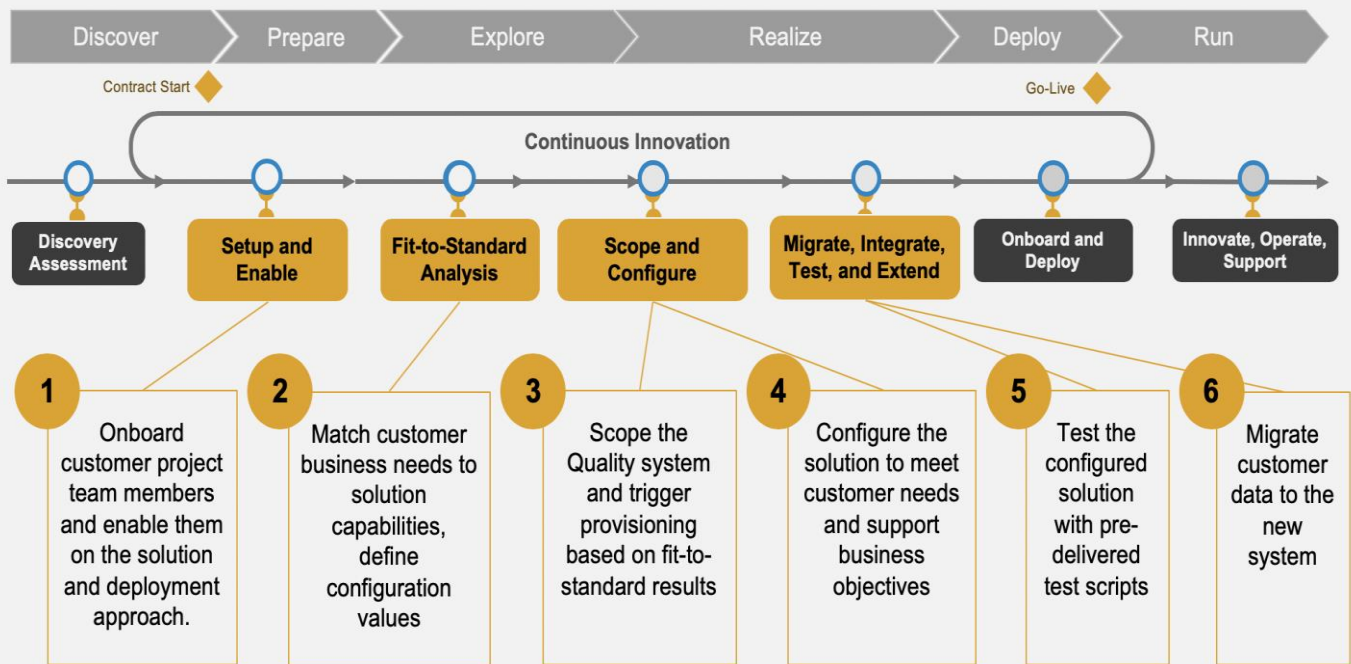 Discover
Prepare
Explore
Realize
Deploy
Run
Contract Start
Go-Live
Continuous Innovation
Discovery
Assessment
Setup and
Enable
Fit-to-Standard
Analysis
Scope and
Configure
Migrate, Integrate,
Test, and Extend
Onboard and
Deploy
Innovate, Operate,
Support
1
Onboard
customer project
team members
and enable them
on the solution
and deployment
approach.
2
Match customer
business needs to
solution
capabilities,
define
configuration
values
3
Scope the
Quality system
and trigger
provisioning
based on fit-to-
standard results
4
Configure the
solution to meet
customer needs
and support
business
objectives
5
Test the
configured
solution
with pre-
delivered
test scripts
6
Migrate
customer
data to the
new
system